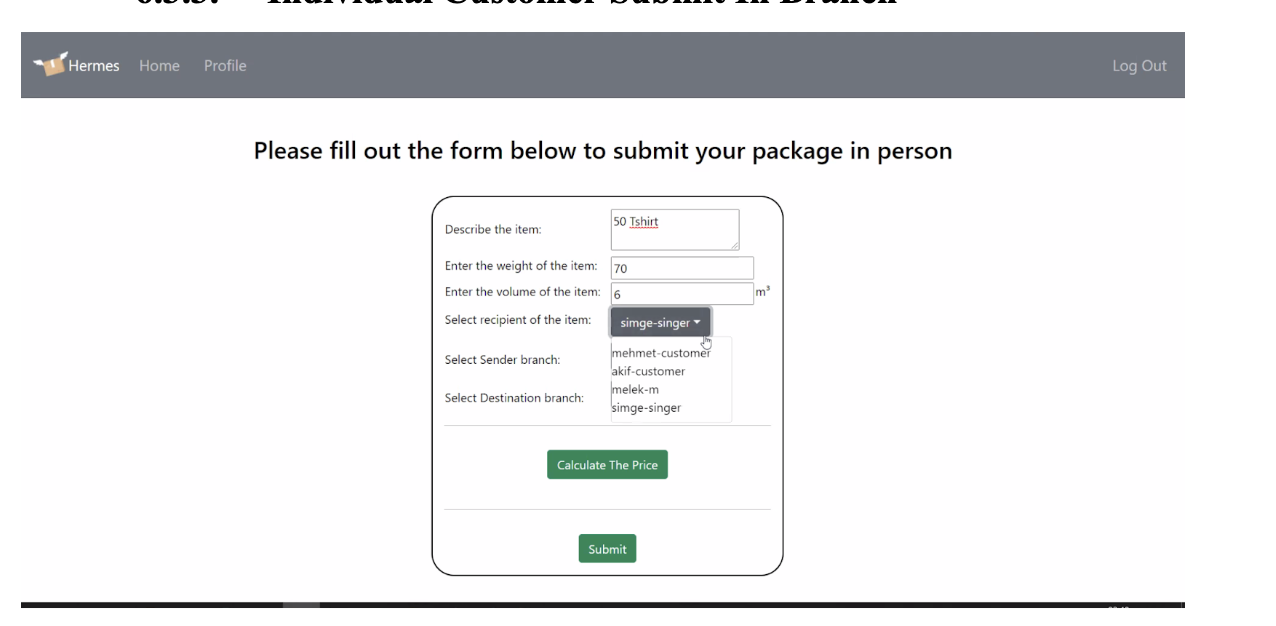 6.3.3. Individual Customer Submit In Branch
Hermes Home Profile Log Out
Please fill out the form below to submit your package in person
Describe the item: 50 Tshirt
Enter the weight of the item: 70
Enter the volume of the item: 6 m³
Select recipient of the item: simge-singer
mehmet-customer
Select Sender branch:
akif-customer
melek-m
Select Destination branch:
simge-singer
Calculate The Price
Submit